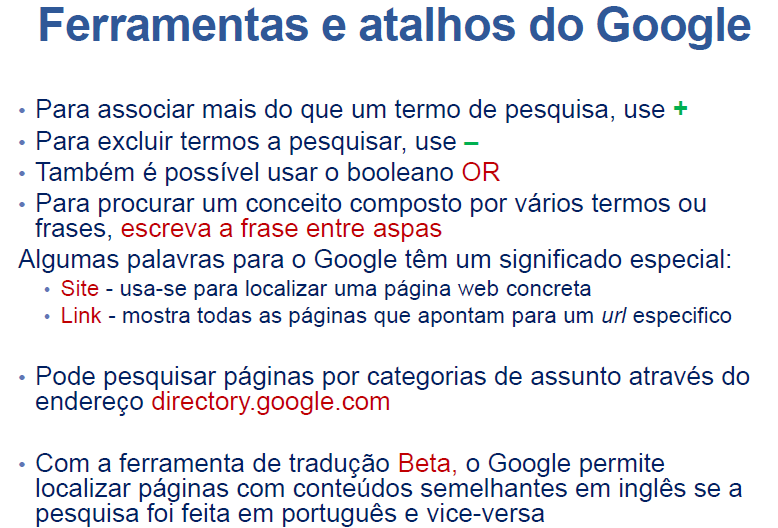 Ferramentas e atalhos do Google
• Para associar mais do que um termo de pesquisa, use +
• Para excluir termos a pesquisar, use –
• Também é possível usar o booleano OR
• Para procurar um conceito composto por vários termos ou
frases, escreva a frase entre aspas
Algumas palavras para o Google têm um significado especial:
• Site - usa-se para localizar uma página web concreta
• Link - mostra todas as páginas que apontam para um url especifico
• Pode pesquisar páginas por categorias de assunto através do
endereço directory.google.com
• Com a ferramenta de tradução Beta, o Google permite
localizar páginas com conteúdos semelhantes em inglês se a
pesquisa foi feita em português e vice-versa